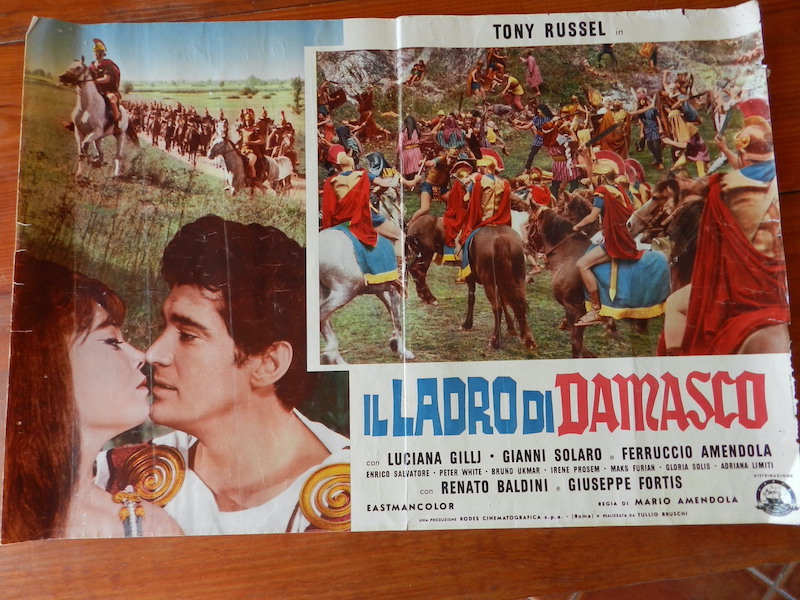 TONY RUSSEL in
IL LADRO DI DAMASCO
con LUCIANA GILLJ · GIANNI SOLARO e FERRUCCIO AMENDOLA
ENRICO SALVATORE · PETER WHITE · BRUNO UKMAR · IRENE PROSEM · MAKS FURIAN · GLORIA SOLIS · ADRIANA LIMITI
con RENATO BALDINI e GIUSEPPE FORTIS
DISTRIBUZIONE
EASTMANCOLOR
REGIA DI MARIO AMENDOLA
UNA PRODUZIONE RODES CINEMATOGRAFICA s.p.a. - (Roma) e REALIZZATA DA TULLIO BRUSCHI